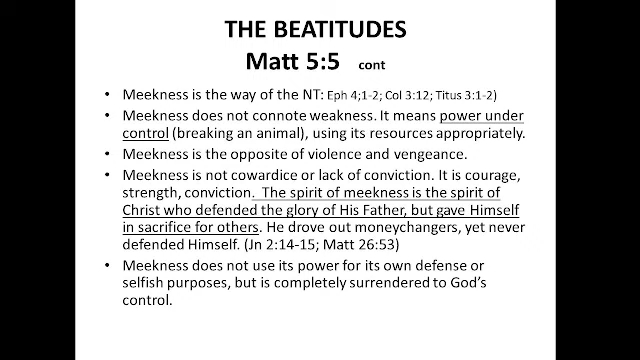 THE BEATITUDES
Matt 5:5 cont
• Meekness is the way of the NT: Eph 4;1-2; Col 3:12; Titus 3:1-2)
• Meekness does not connote weakness. It means power under
control (breaking an animal), using its resources appropriately.
• Meekness is the opposite of violence and vengeance.
• Meekness is not cowardice or lack of conviction. It is courage,
strength, conviction. The spirit of meekness is the spirit of
Christ who defended the glory of His Father, but gave Himself
in sacrifice for others. He drove out moneychangers, yet never
defended Himself. (Jn 2:14-15; Matt 26:53)
• Meekness does not use its power for its own defense or
selfish purposes, but is completely surrendered to God's
control.